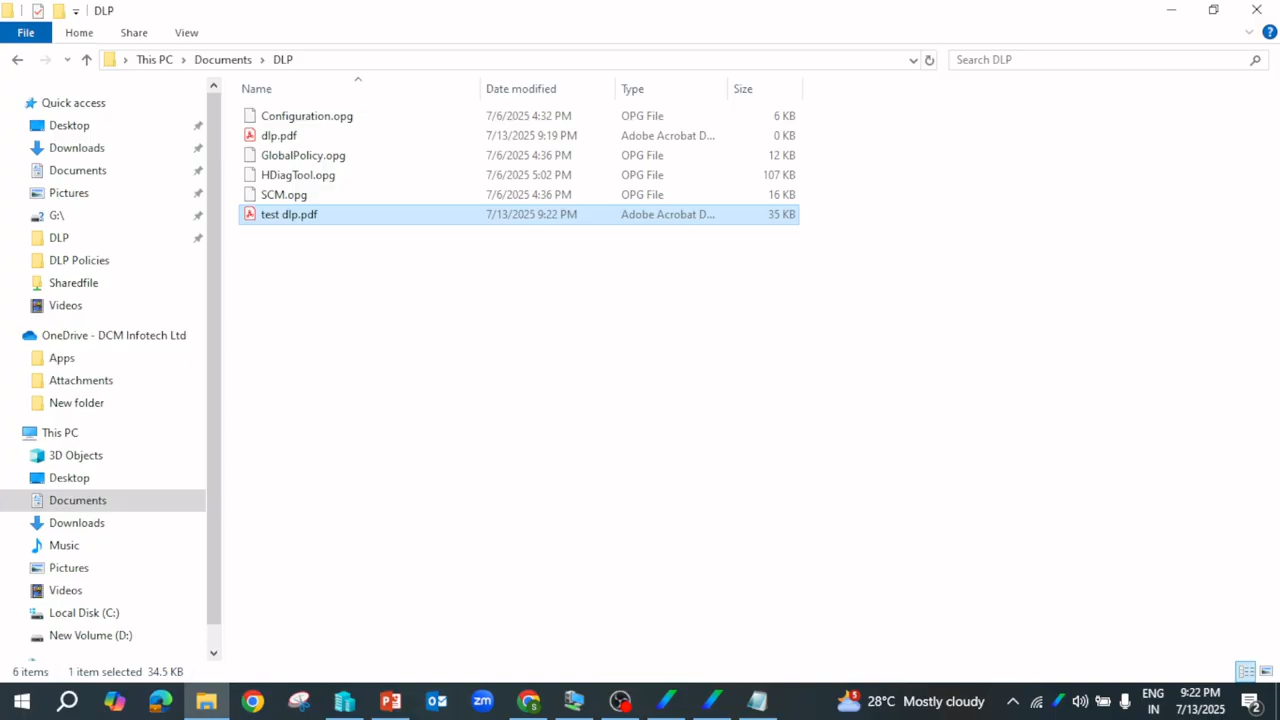 DLP
File Home Share View
This PC Documents DLP
Search DLP
Name Date modified Type Size
Configuration.opg 7/6/2025 4:32 PM OPG File 6 KB
dlp.pdf 7/13/2025 9:19 PM Adobe Acrobat D... 0 KB
GlobalPolicy.opg 7/6/2025 4:36 PM OPG File 12 KB
HDiagTool.opg 7/6/2025 5:02 PM OPG File 107 KB
SCM.opg 7/6/2025 4:36 PM OPG File 16 KB
test dlp.pdf 7/13/2025 9:22 PM Adobe Acrobat D... 35 KB
Quick access
Desktop
Downloads
Documents
Pictures
G:\
DLP
DLP Policies
Sharedfile
Videos
OneDrive - DCM Infotech Ltd
Apps
Attachments
New folder
This PC
3D Objects
Desktop
Documents
Downloads
Music
Pictures
Videos
Local Disk (C:)
New Volume (D:)
6 items 1 item selected 34.5 KB
28°C Mostly cloudy
ENG
IN
9:22 PM
7/13/2025
2